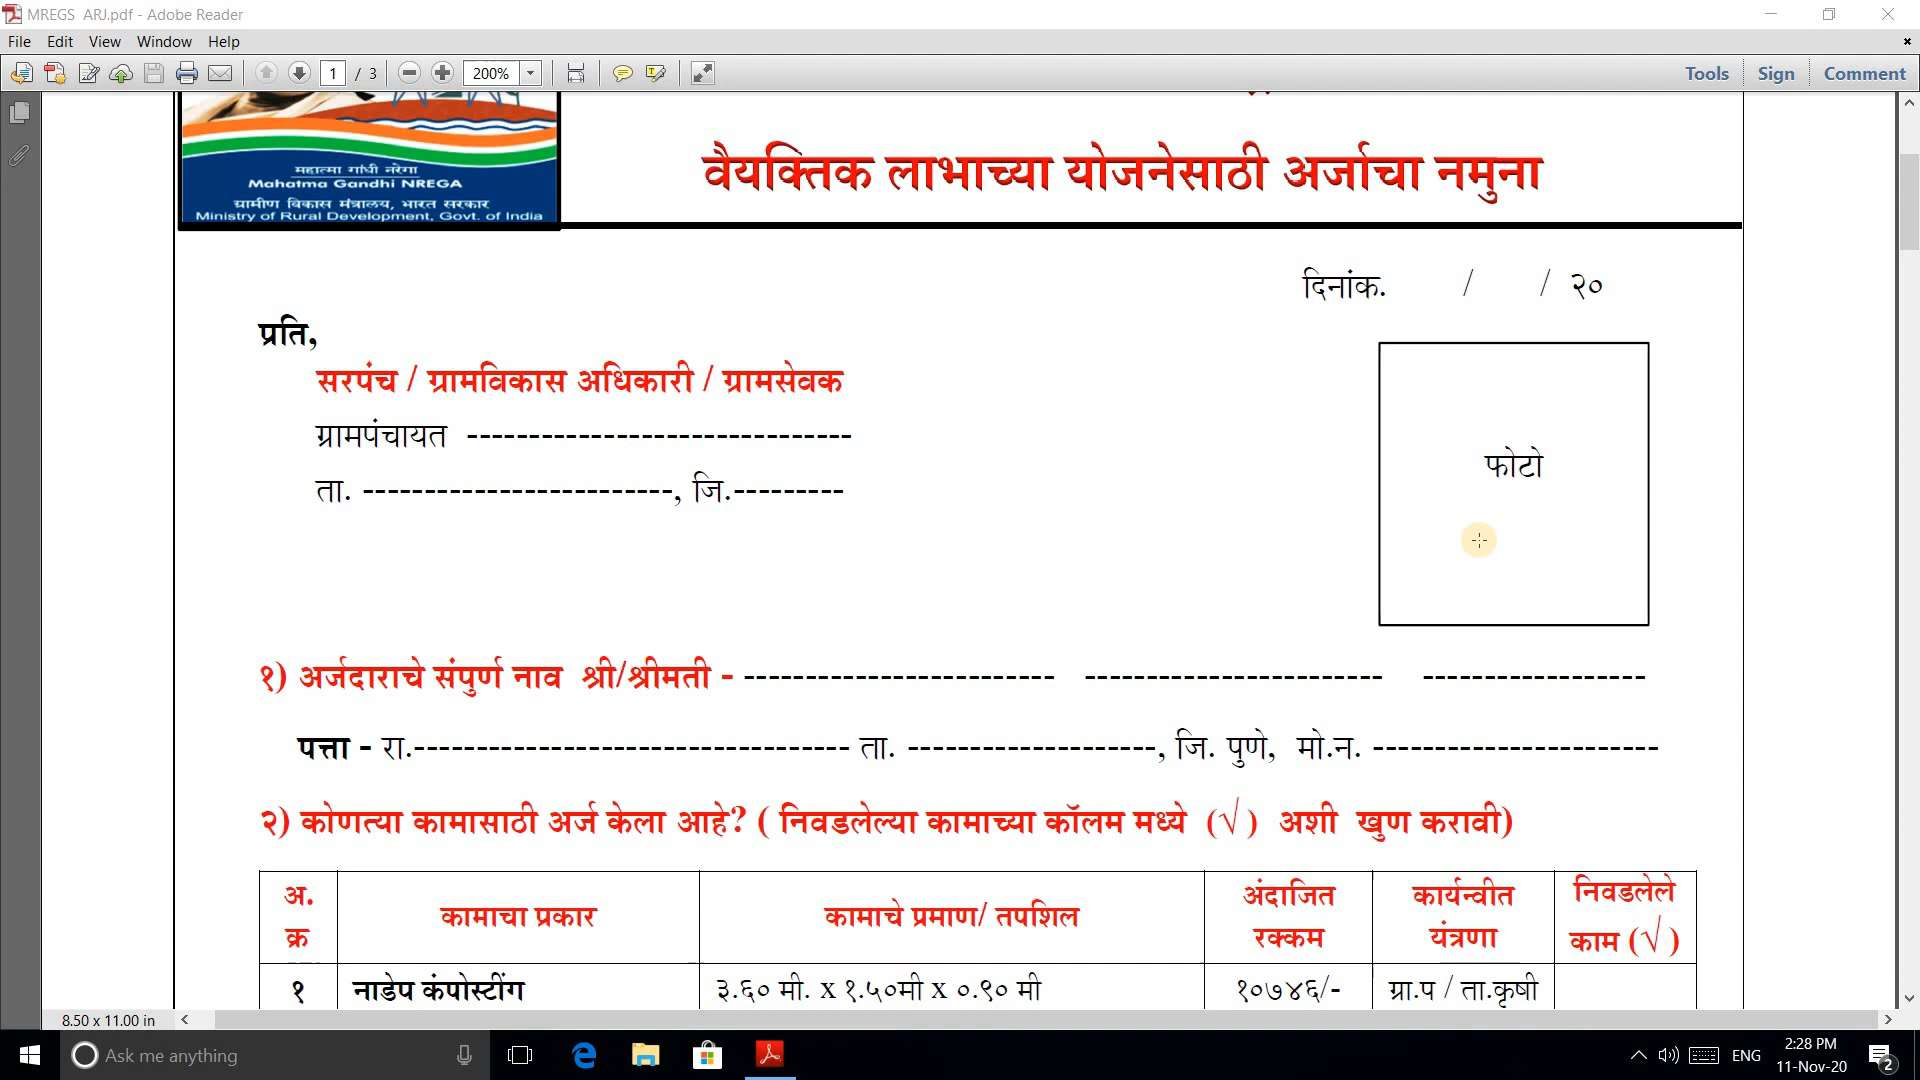 MREGS ARJ.pdf - Adobe Reader
File Edit View Window Help
1 / 3 200% Tools Sign Comment
महात्मा गांधी नरेगा
Mahatma Gandhi NREGA
ग्रामीण विकास मंत्रालय, भारत सरकार
Ministry of Rural Development, Govt. of India
वैयक्तिक लाभाच्या योजनेसाठी अर्जाचा नमुना
दिनांक. / / २०
प्रति,
सरपंच / ग्रामविकास अधिकारी / ग्रामसेवक
ग्रामपंचायत -------------------------------
ता. -------------------------, जि.---------
फोटो
१) अर्जदाराचे संपुर्ण नाव श्री/श्रीमती - ------------------------- ------------------------ ------------------
पत्ता - रा.----------------------------------- ता. --------------------, जि. पुणे, मो.न. -----------------------
२) कोणत्या कामासाठी अर्ज केला आहे? ( निवडलेल्या कामाच्या कॉलम मध्ये (√ ) अशी खुण करावी)
अ. क्र कामाचा प्रकार कामाचे प्रमाण/ तपशिल अंदाजित रक्कम कार्यन्वीत यंत्रणा निवडलेले काम (√ )
१ नाडेप कंपोस्टींग ३.६० मी. x १.५०मी x ०.९० मी १०७४६/- ग्रा.प / ता.कृषी
8.50 x 11.00 in
Ask me anything
ENG 2:28 PM
11-Nov-20 2